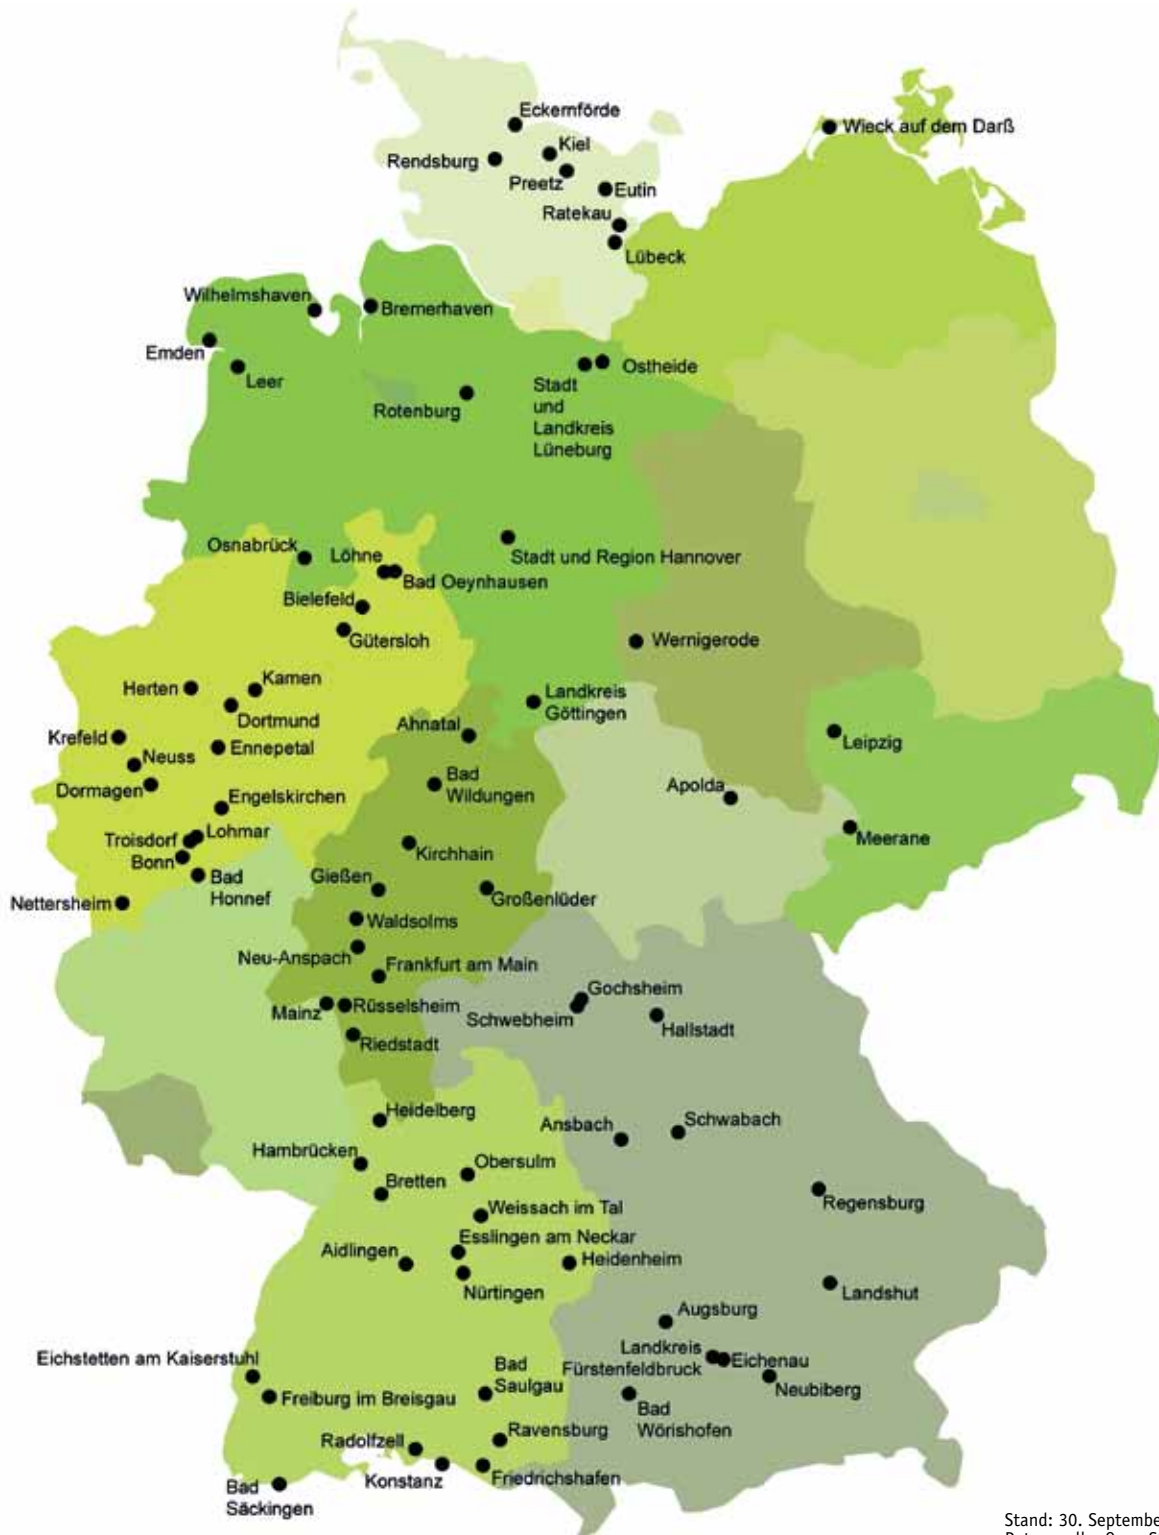 Eckernförde
Wieck auf dem Darß
Kiel
Rendsburg
Preetz
Eutin
Ratekau
Lübeck
Wilhelmshaven
Bremerhaven
Emden
Leer
Ostheide
Stadt
und
Landkreis
Lüneburg
Rotenburg
Osnabrück
Löhne
Stadt und Region Hannover
Bad Oeynhausen
Bielefeld
Gütersloh
Wernigerode
Herten
Kamen
Dortmund
Landkreis
Göttingen
Ahnatal
Krefeld
Neuss
Ennepetal
Leipzig
Dormagen
Bad
Wildungen
Apolda
Engelskirchen
Troisdorf
Lohmar
Bonn
Meerane
Kirchhain
Bad
Honnef
Gießen
Großenlüder
Nettersheim
Waldsolms
Neu-Anspach
Frankfurt am Main
Gochsheim
Mainz
Rüsselsheim
Schwebheim
Hallstadt
Riedstadt
Heidelberg
Ansbach
Schwabach
Hambrücken
Obersulm
Bretten
Regensburg
Weissach im Tal
Esslingen am Neckar
Aidlingen
Heidenheim
Nürtingen
Landshut
Augsburg
Landkreis
Fürstenfeldbruck
Eichenau
Eichstetten am Kaiserstuhl
Bad
Saulgau
Neubiberg
Freiburg im Breisgau
Bad
Wörishofen
Radolfzell
Ravensburg
Konstanz
Friedrichshafen
Bad
Säckingen
Stand: 30. Septembe